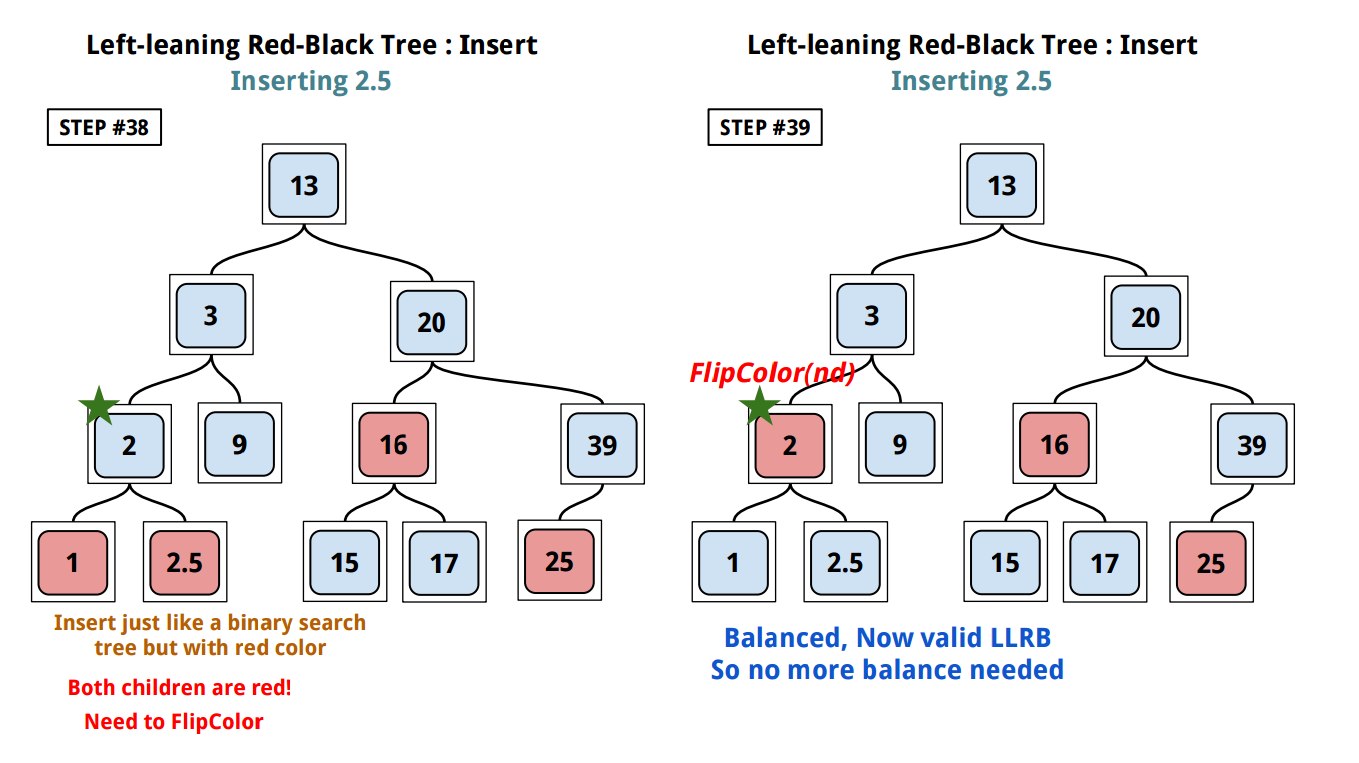 Left-leaning Red-Black Tree : Insert
Inserting 2.5
STEP #38
13
3
20
2
9
16
39
1
2.5
15
17
25
Insert just like a binary search
tree but with red color
Both children are red!
Need to FlipColor
Left-leaning Red-Black Tree : Insert
Inserting 2.5
STEP #39
13
3
20
FlipColor(nd)
2
9
16
39
1
2.5
15
17
25
Balanced, Now valid LLRB
So no more balance needed